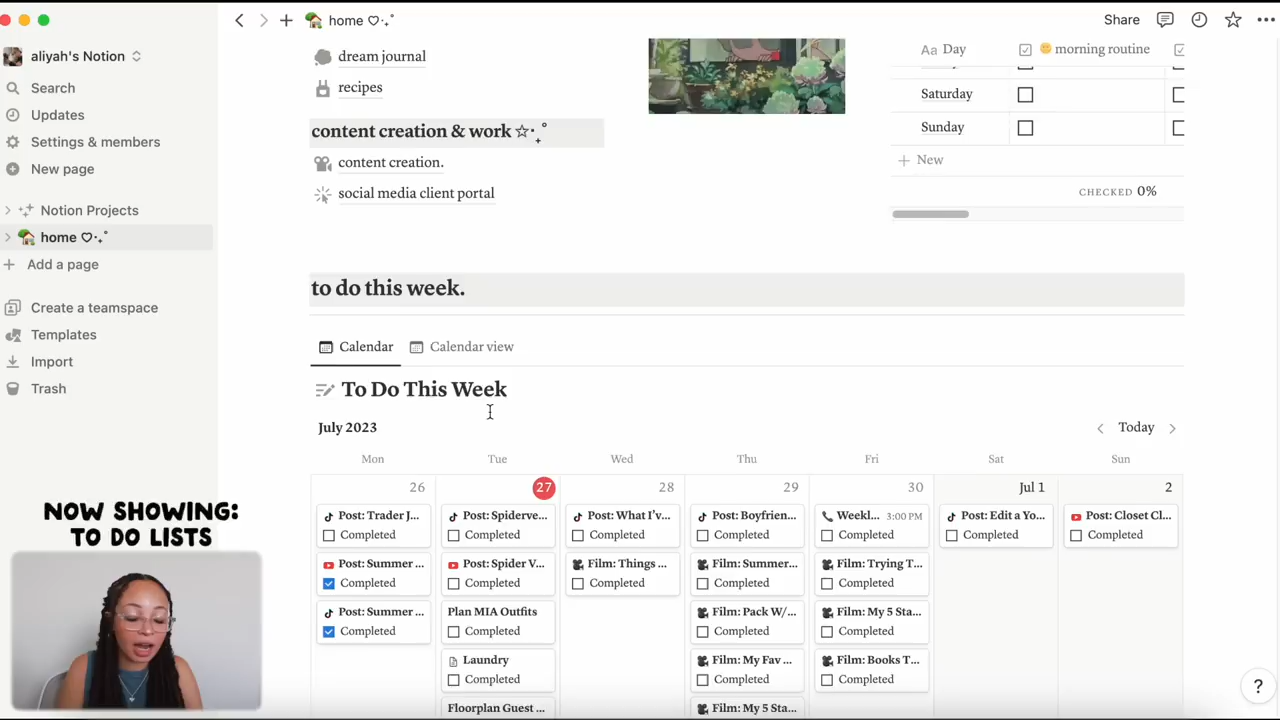 home ♡‧₊˚
Share
aliyah's Notion
Search
Updates
Settings & members
New page
Notion Projects
home ♡‧₊˚
Add a page
Create a teamspace
Templates
Import
Trash
NOW SHOWING:
TO DO LISTS
dream journal
recipes
content creation & work ☆‧₊˚
content creation.
social media client portal
Aa Day
morning routine
Saturday
Sunday
New
CHECKED 0%
to do this week.
Calendar
Calendar view
To Do This Week
July 2023
Today
Mon Tue Wed Thu Fri Sat Sun
26 27 28 29 30 Jul 1 2
Post: Trader J...
Completed
Post: Summer ...
Completed
Post: Summer ...
Completed
Post: Spiderve...
Completed
Post: Spider V...
Completed
Plan MIA Outfits
Completed
Laundry
Completed
Floorplan Guest ...
Post: What I'v...
Completed
Film: Things ...
Completed
Post: Boyfrien...
Completed
Film: Summer...
Completed
Film: Pack W/...
Completed
Film: My Fav ...
Completed
Film: My 5 Sta...
Weekl... 3:00 PM
Completed
Film: Trying T...
Completed
Film: My 5 Sta...
Completed
Film: Books T...
Completed
Post: Edit a Yo...
Completed
Post: Closet Cl...
Completed
?